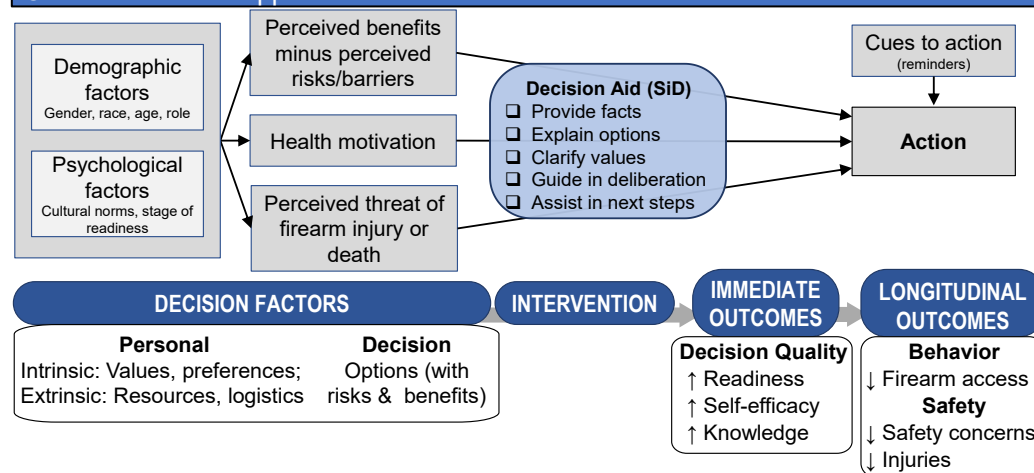 Demographic
factors
Gender, race, age, role
Psychological
factors
Cultural norms, stage of
readiness
Perceived benefits
minus perceived
risks/barriers
Health motivation
Perceived threat of
firearm injury or
death
Decision Aid (SiD)
❑ Provide facts
❑ Explain options
❑ Clarify values
❑ Guide in deliberation
❑ Assist in next steps
Cues to action
(reminders)
Action
DECISION FACTORS
INTERVENTION
IMMEDIATE
OUTCOMES
LONGITUDINAL
OUTCOMES
Personal
Intrinsic: Values, preferences;
Extrinsic: Resources, logistics
Decision
Options (with
risks & benefits)
Decision Quality
↑ Readiness
↑ Self-efficacy
↑ Knowledge
Behavior
↓ Firearm access
Safety
↓ Safety concerns
↓ Injuries